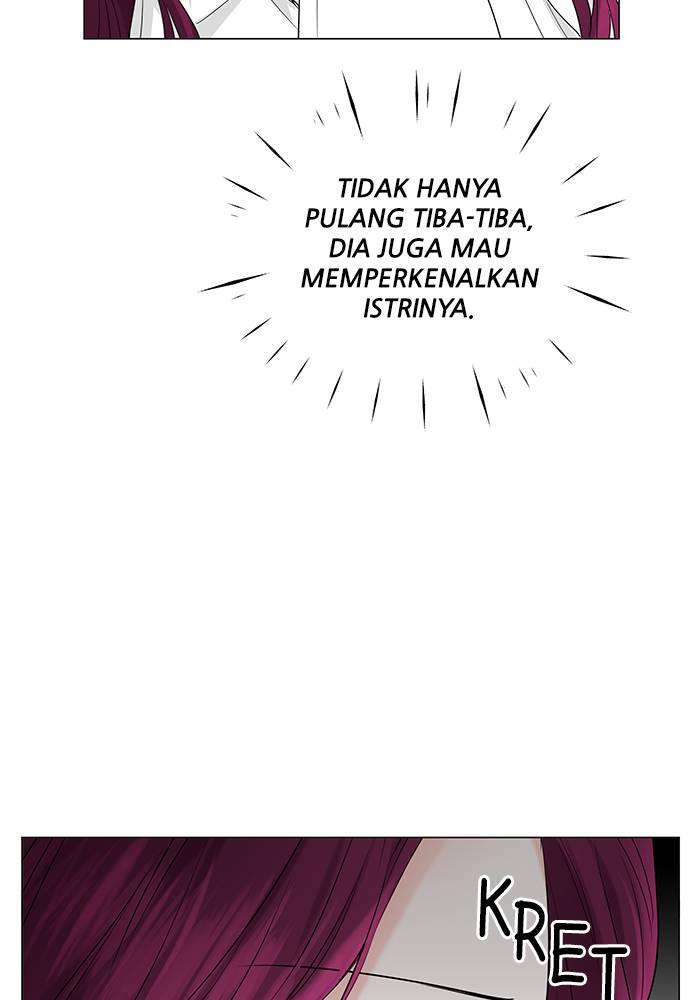 TIDAK HANYA
PULANG TIBA-TIBA,
DIA JUGA MAU
MEMPERKENALKAN
ISTRINYA.
KRET